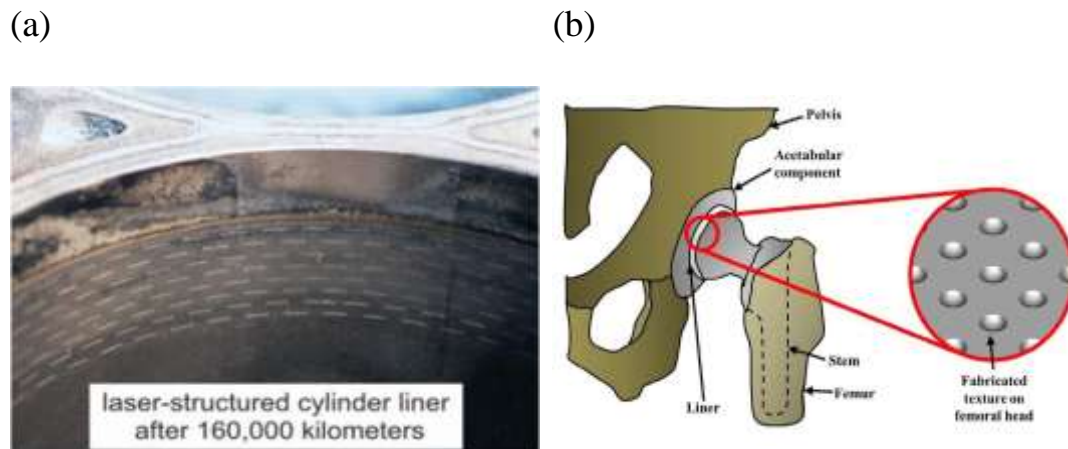 (a)
(b)
laser-structured cylinder liner
after 160,000 kilometers
Pelvis
Acetabular
component
Stem
Femur
Liner
Fabricated
texture on
femoral head